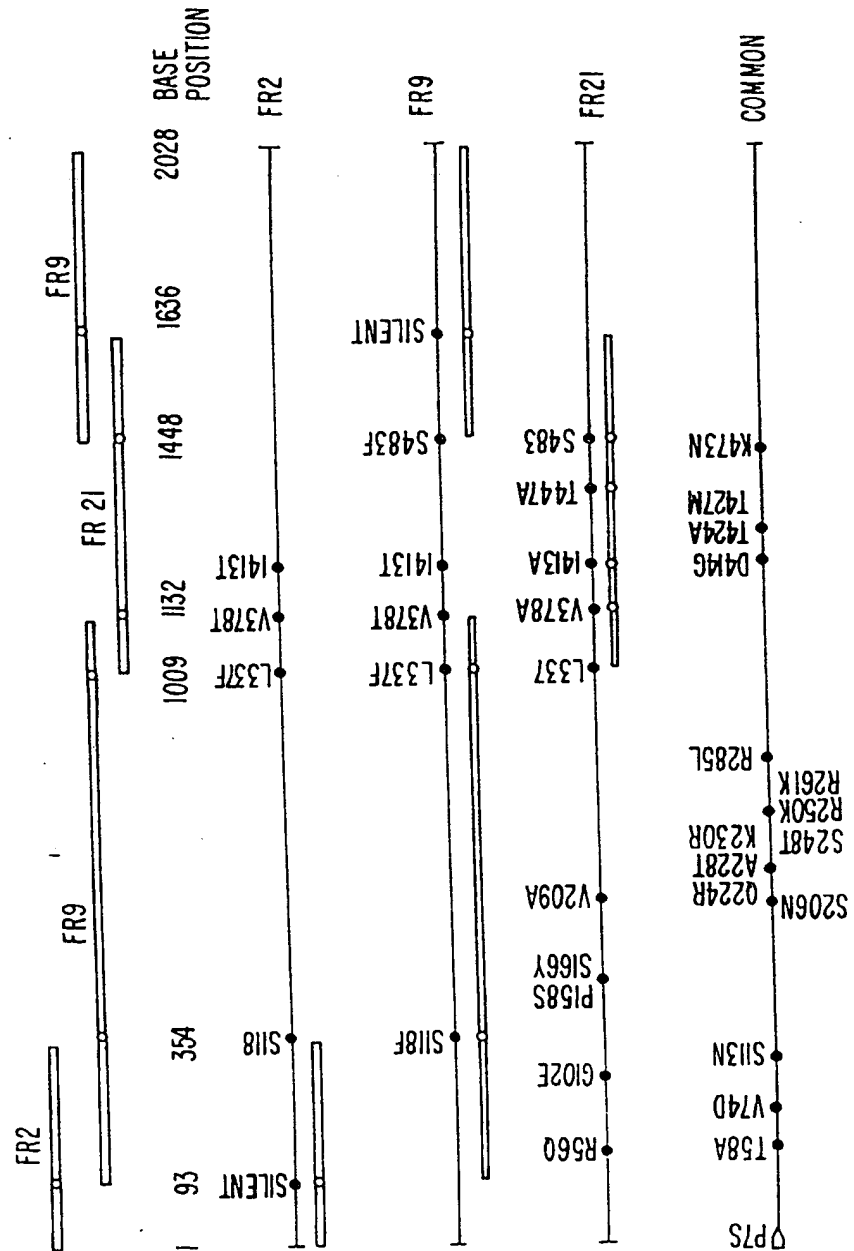 FR2
FR9
FR 21
FR9
1
93
354
1009
1132
1448
1636
2028
BASE
POSITION
SILENT
S118
L337F
V378T
I413T
FR2
S118F
L337F
V378T
I413T
S483F
SILENT
FR9
R56Q
G102E
P158S
S166Y
V209A
L337
V378A
I413A
T447A
S483
FR21
P7S
T58A
V74D
S113N
S206N
Q224R
A228T
K230R
S248T
R250K
R261K
R285L
D414G
T424A
T427M
K473N
COMMON